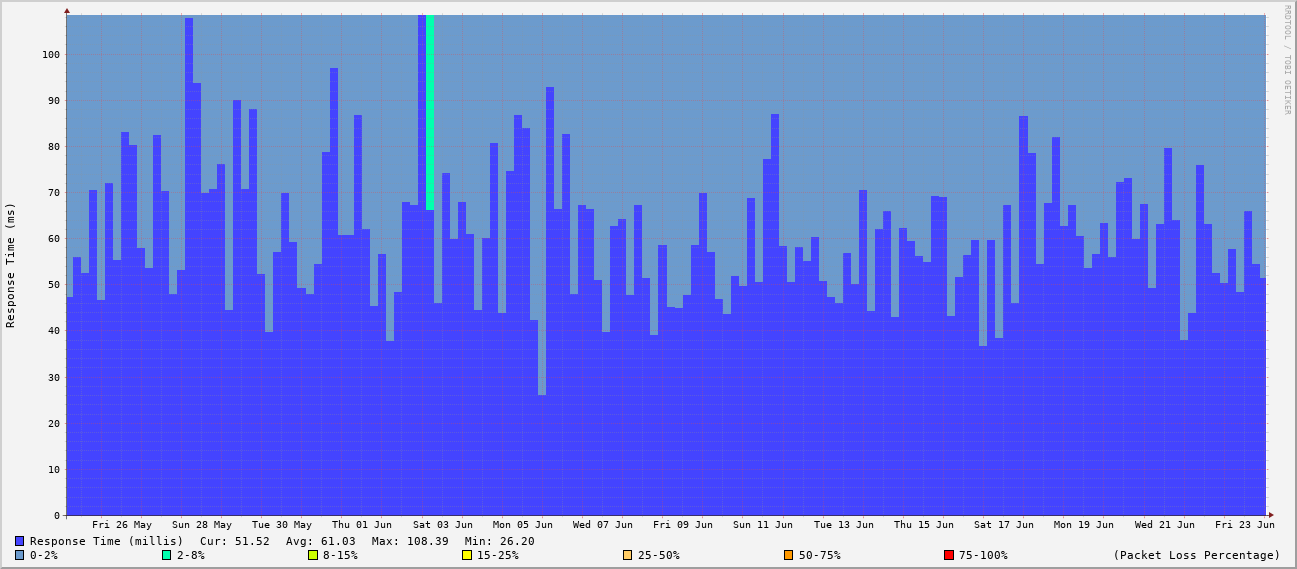 RRDTOOL / TOBI OETIKER
Response Time (ms)
100
90
80
70
60
50
40
30
20
10
0
Fri 26 May Sun 28 May Tue 30 May Thu 01 Jun Sat 03 Jun Mon 05 Jun Wed 07 Jun Fri 09 Jun Sun 11 Jun Tue 13 Jun Thu 15 Jun Sat 17 Jun Mon 19 Jun Wed 21 Jun Fri 23 Jun
Response Time (millis) Cur: 51.52 Avg: 61.03 Max: 108.39 Min: 26.20
0-2% 2-8% 8-15% 15-25% 25-50% 50-75% 75-100% (Packet Loss Percentage)